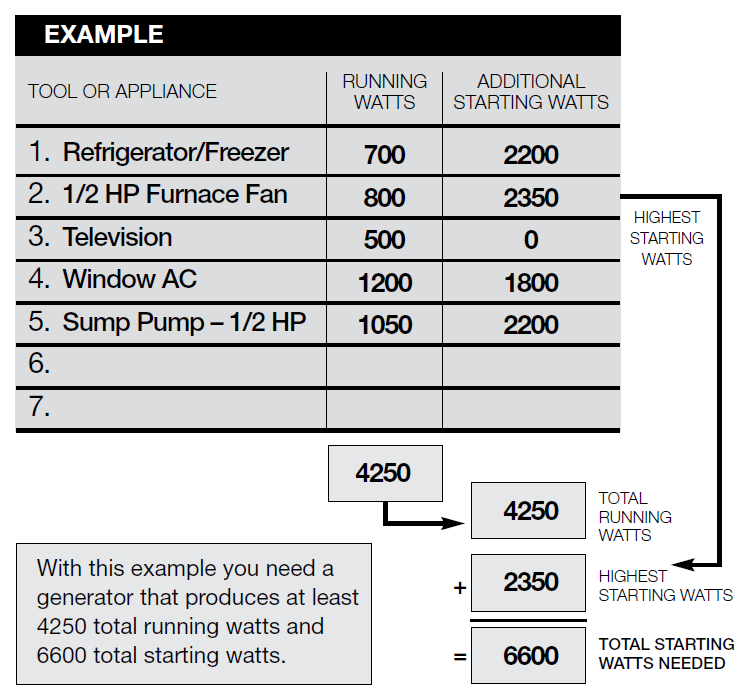 EXAMPLE
TOOL OR APPLIANCE
RUNNING
WATTS
ADDITIONAL
STARTING WATTS
1. Refrigerator/Freezer 700 2200
2. 1/2 HP Furnace Fan 800 2350
3. Television 500 0
4. Window AC 1200 1800
5. Sump Pump – 1/2 HP 1050 2200
6.
7.
HIGHEST
STARTING
WATTS
4250
4250
TOTAL
RUNNING
WATTS
+ 2350
HIGHEST
STARTING WATTS
= 6600
TOTAL STARTING
WATTS NEEDED
With this example you need a
generator that produces at least
4250 total running watts and
6600 total starting watts.